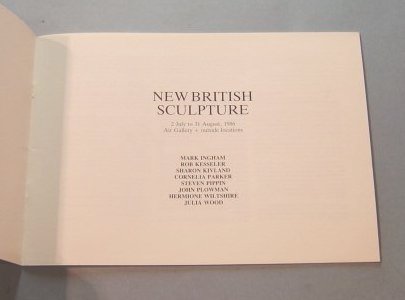 NEW BRITISH
SCULPTURE
2 July to 31 August, 1986
Air Gallery + outside locations
MARK INGHAM
ROB KESSELER
SHARON KIVLAND
CORNELIA PARKER
STEVEN PIPPIN
JOHN PLOWMAN
HERMIONE WILTSHIRE
JULIA WOOD